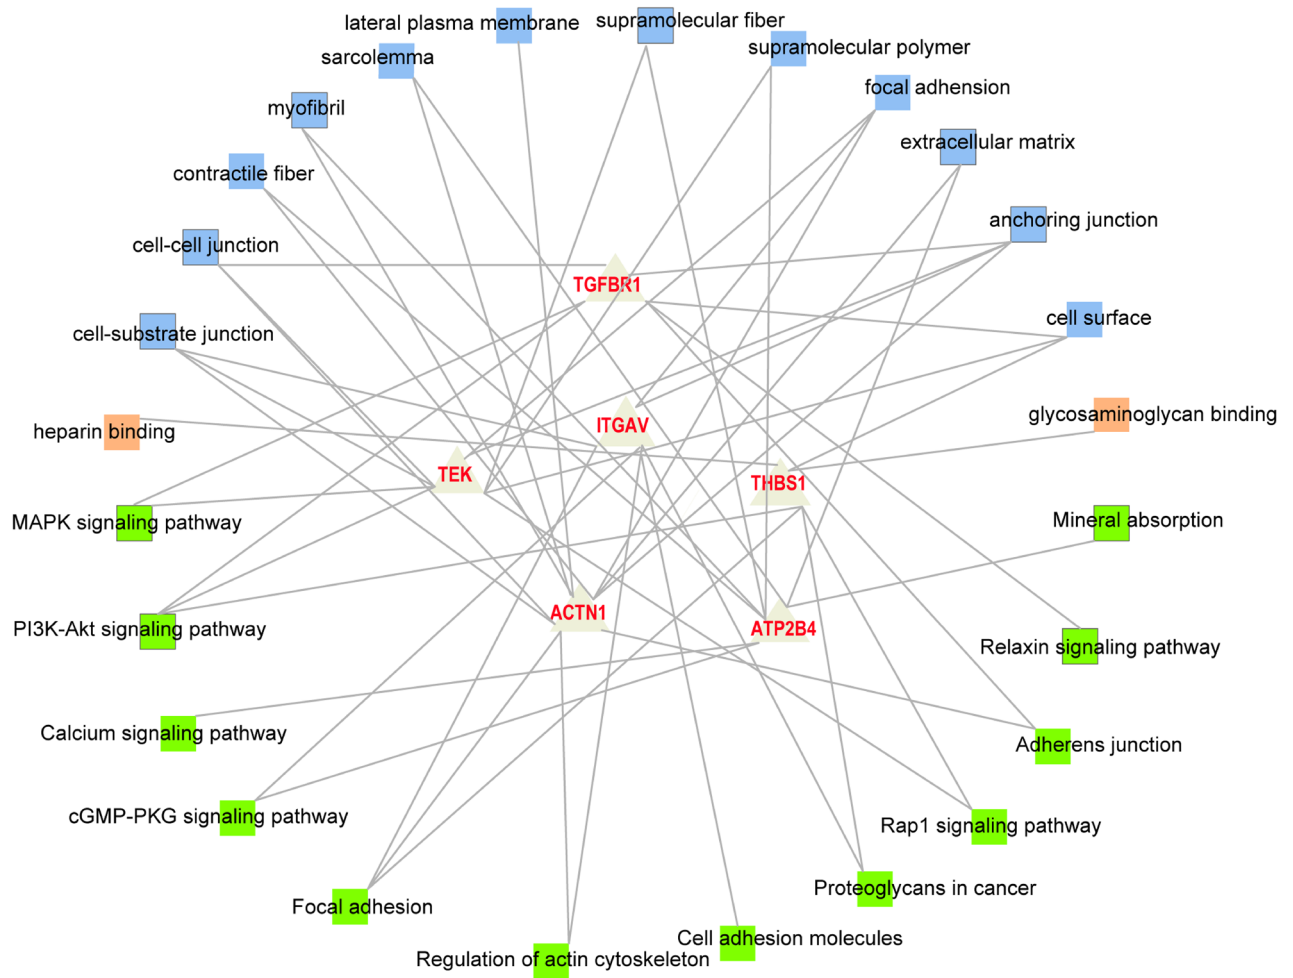 lateral plasma membrane
supramolecular fiber
supramolecular polymer
sarcolemma
focal adhension
myofibril
extracellular matrix
contractile fiber
anchoring junction
cell-cell junction
TGFBR1
cell surface
cell-substrate junction
glycosaminoglycan binding
ITGAV
heparin binding
TEK
THBS1
MAPK signaling pathway
Mineral absorption
ACTN1
PI3K-Akt signaling pathway
ATP2B4
Relaxin signaling pathway
Calcium signaling pathway
Adherens junction
cGMP-PKG signaling pathway
Rap1 signaling pathway
Proteoglycans in cancer
Focal adhesion
Cell adhesion molecules
Regulation of actin cytoskeleton